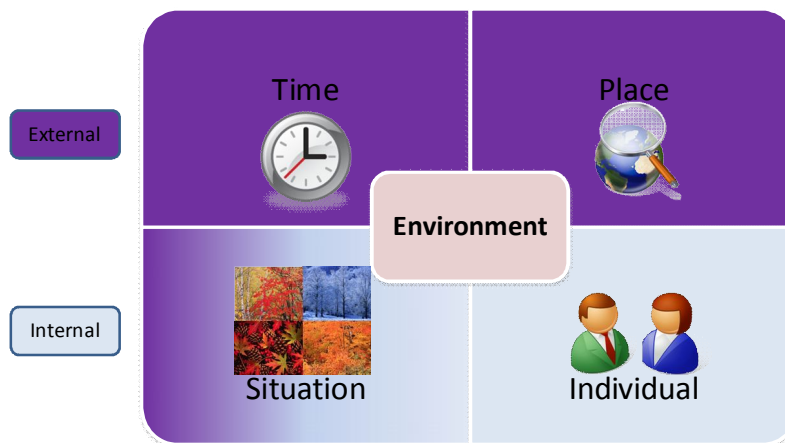 Time
Place
External
Environment
Internal
Situation
Individual